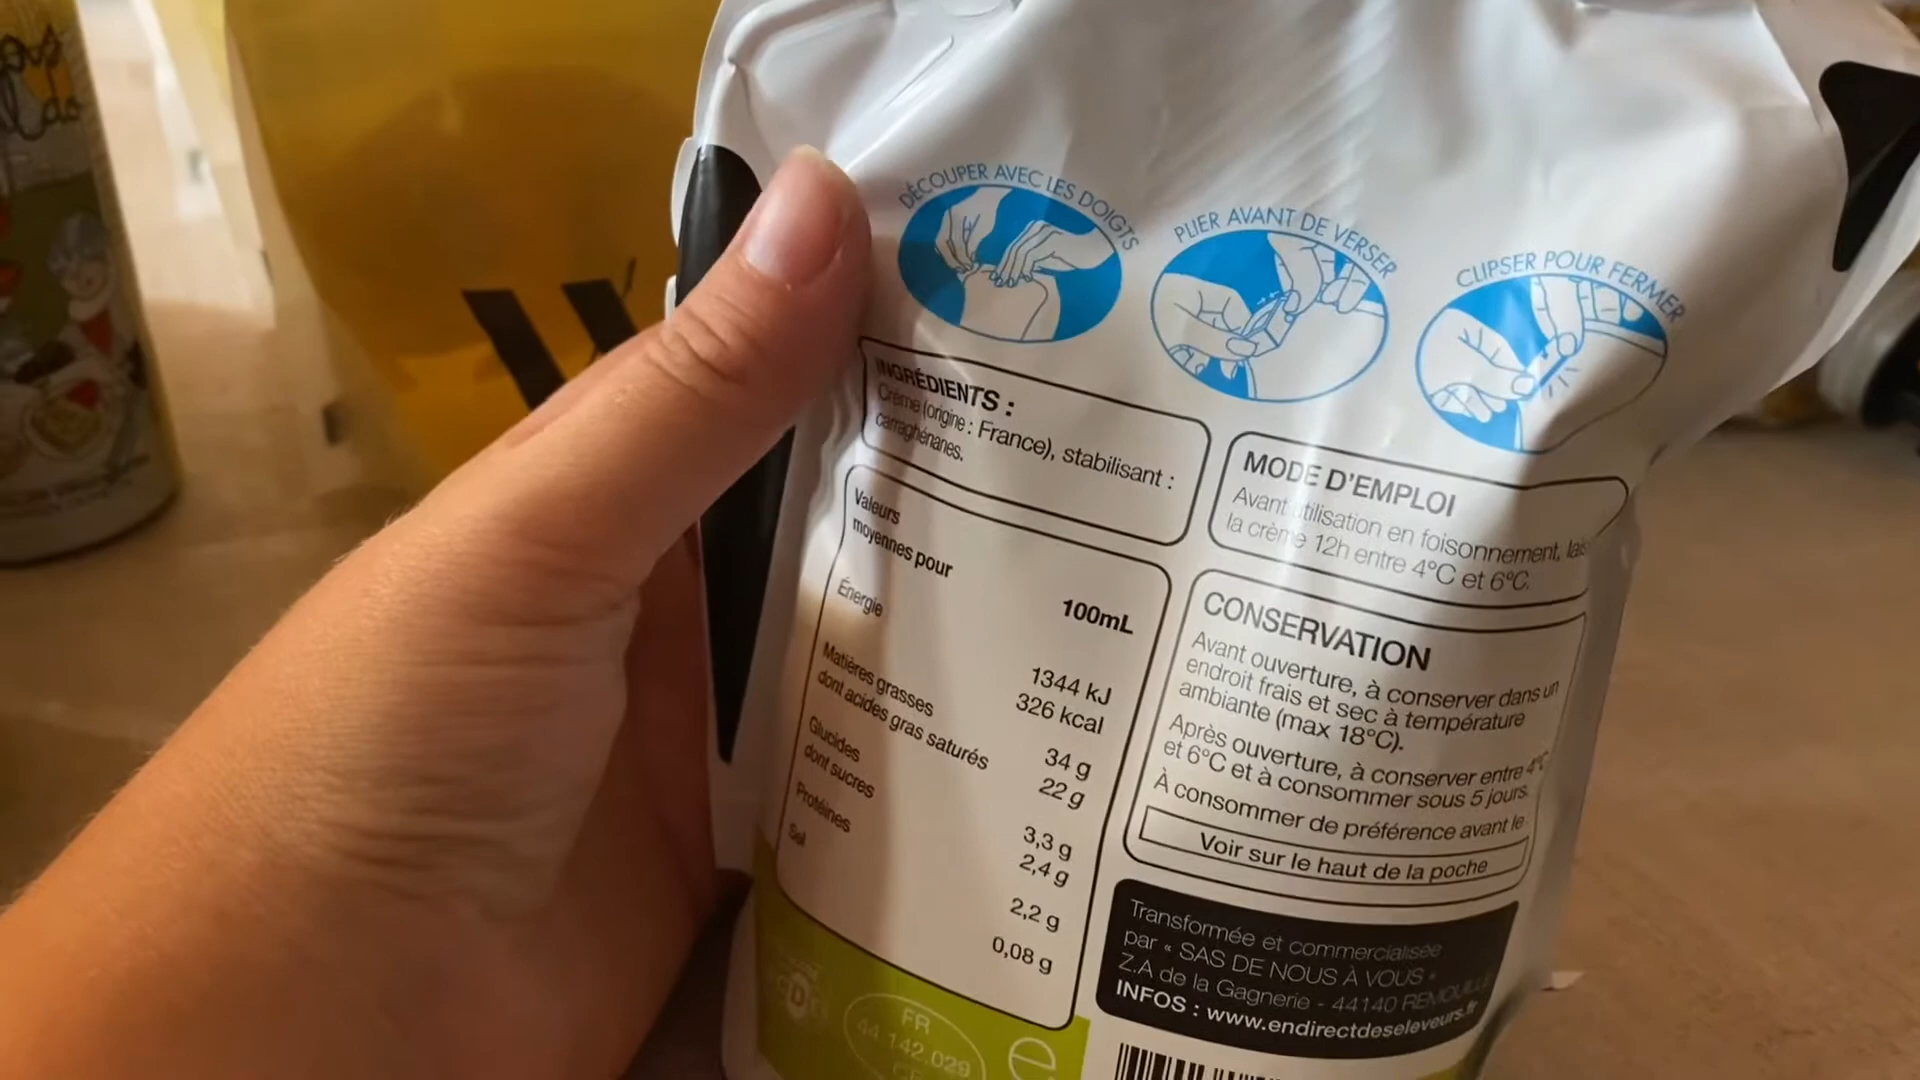 DÉCOUPER AVEC LES DOIGTS
PLIER AVANT DE VERSER
CLIPSER POUR FERMER
INGRÉDIENTS :
Crème (origine : France), stabilisant :
carraghénanes.
MODE D'EMPLOI
Avant utilisation en foisonnement,
la crème 12h entre 4°C et 6°C.
Valeurs
moyennes pour
100mL
Énergie
1344 kJ
326 kcal
Matières grasses
34 g
dont acides gras saturés
22 g
Glucides
3,3 g
dont sucres
2,4 g
Protéines
2,2 g
Sel
0,08 g
CONSERVATION
Avant ouverture, à conserver dans un
endroit frais et sec à température
ambiante (max 18°C).
Après ouverture, à conserver entre 4°C
et 6°C et à consommer sous 5 jours.
À consommer de préférence avant le :
Voir sur le haut de la poche
Transformée et commercialisée
par « SAS DE NOUS À VOUS »
Z.A de la Gagnerie - 44140 REMOUILLÉ
INFOS : www.endirectdeseleveurs.fr
FR
44.142.029
CE
e